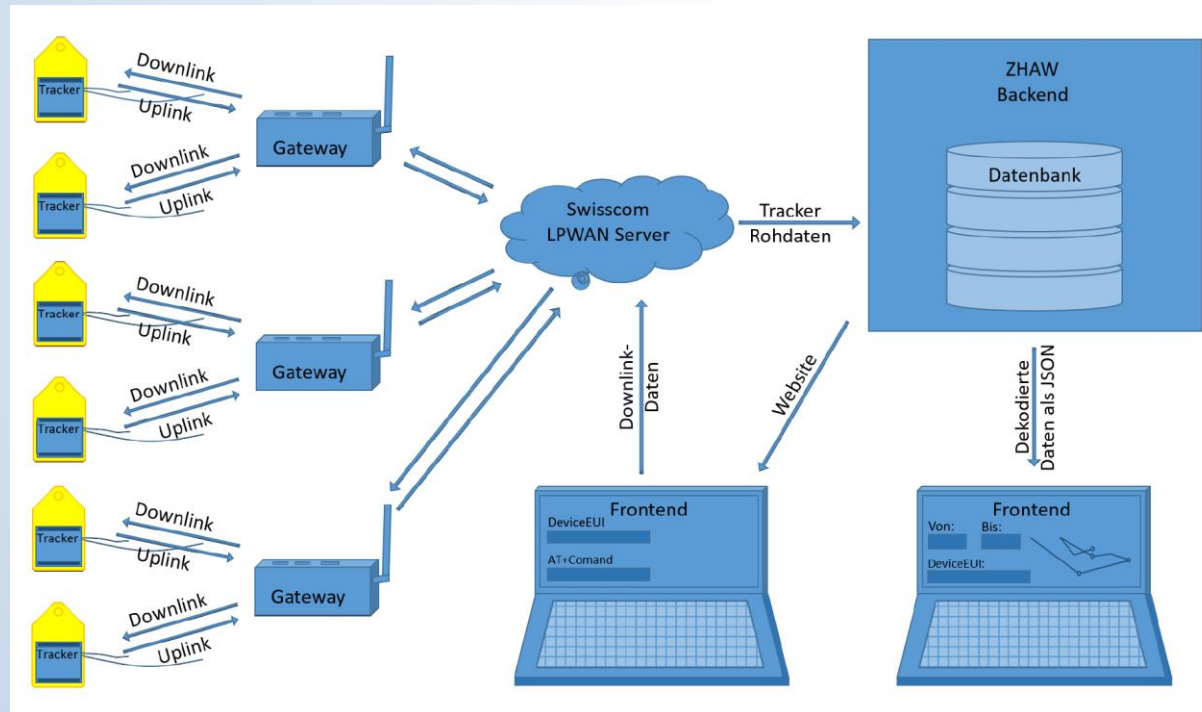 Tracker
Downlink
Uplink
Tracker
Downlink
Uplink
Gateway
Tracker
Downlink
Uplink
Tracker
Downlink
Uplink
Gateway
Tracker
Downlink
Uplink
Tracker
Downlink
Uplink
Gateway
Swisscom
LPWAN Server
Tracker
Rohdaten
ZHAW
Backend
Datenbank
Downlink-
Daten
Website
Dekodierte
Daten als JSON
Frontend
DeviceEUI
AT+Comand
Frontend
Von: Bis:
DeviceEUI: